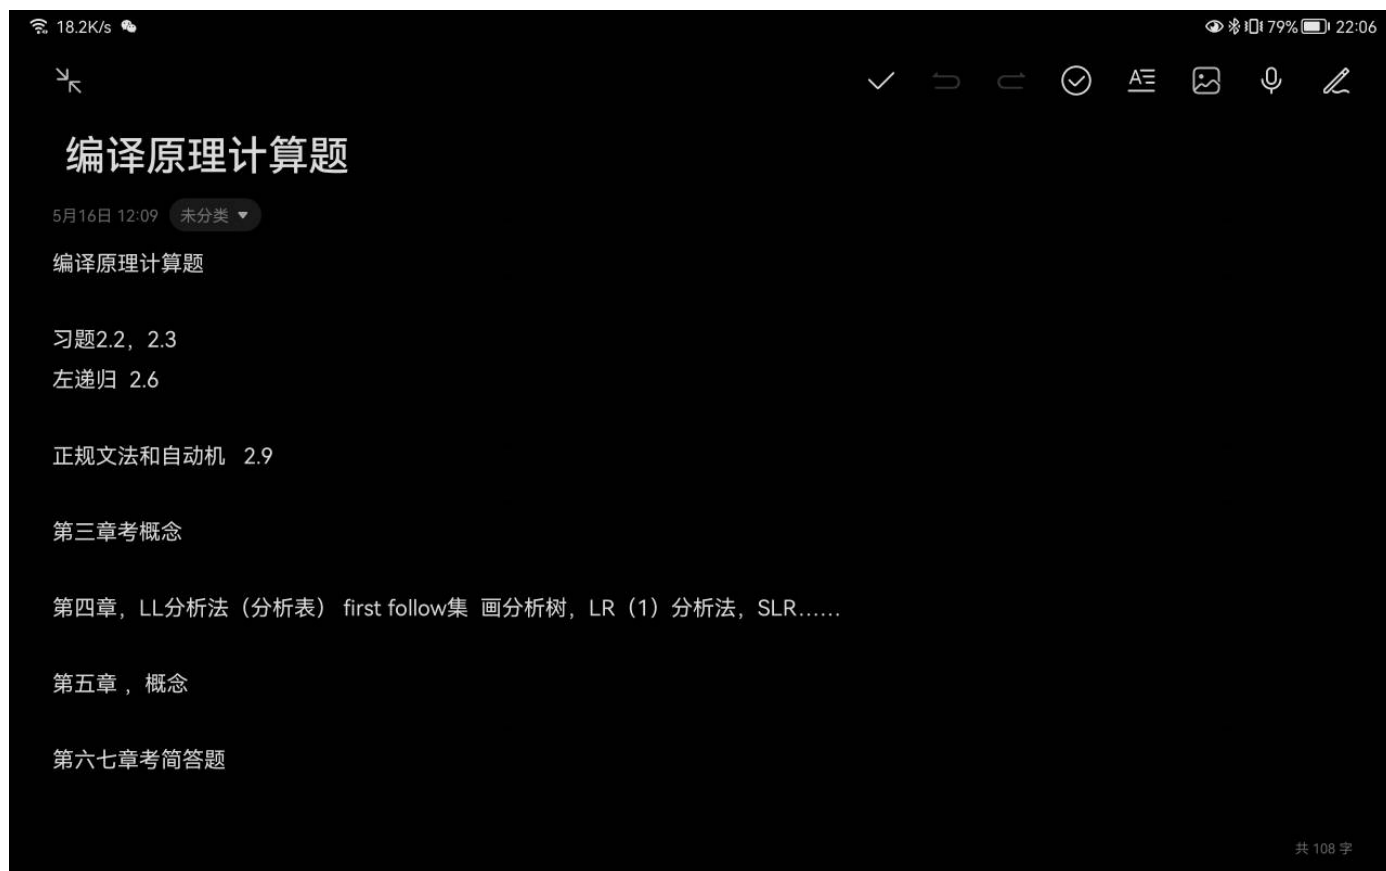 18.2K/s
79% 22:06
编译原理计算题
5月16日 12:09 未分类
编译原理计算题
习题2.2，2.3
左递归 2.6
正规文法和自动机 2.9
第三章考概念
第四章，LL分析法（分析表） first follow集 画分析树，LR（1）分析法，SLR……
第五章，概念
第六七章考简答题
共 108 字